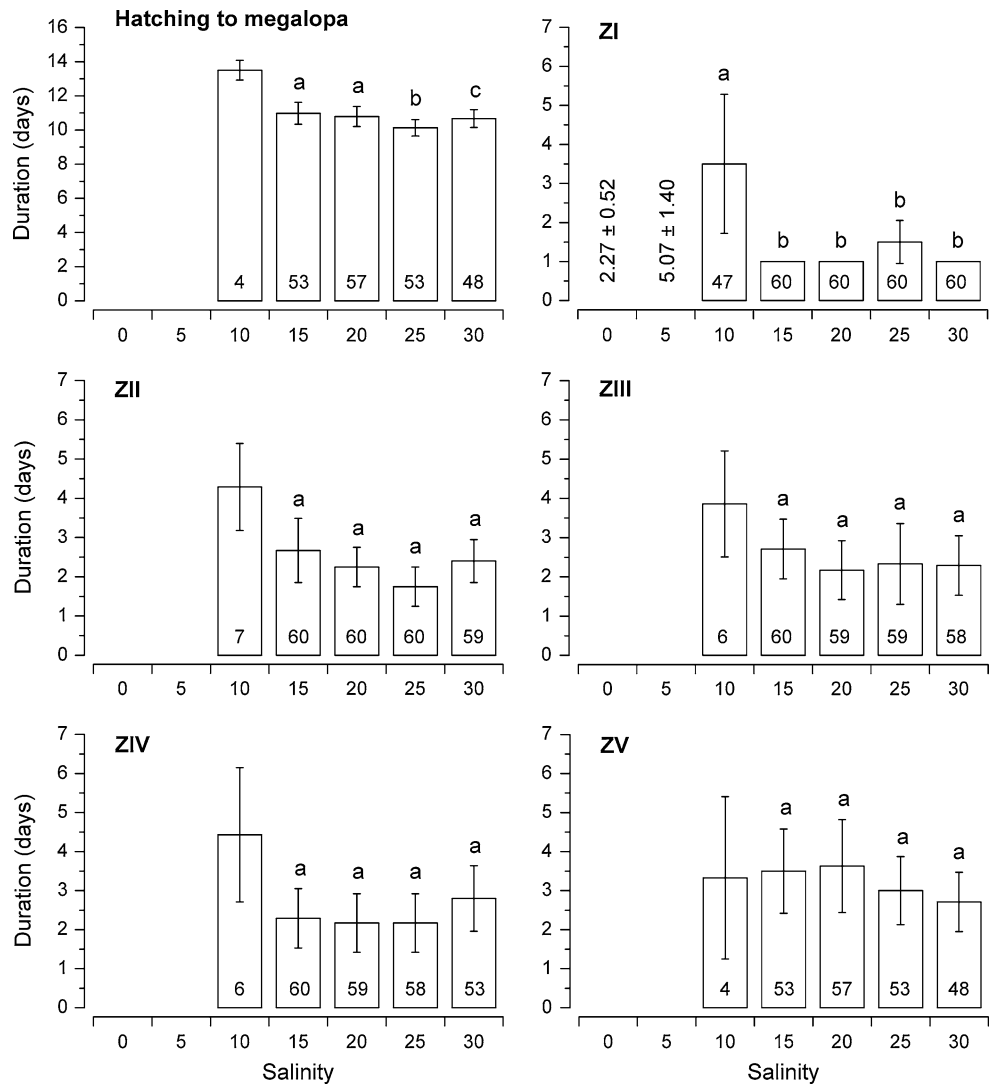 Hatching to megalopa
Duration (days)
16
14
12
10
8
6
4
2
0
a a b c
4 53 57 53 48
0 5 10 15 20 25 30
ZI
7
6
5
4
3
2
1
0
2.27 ± 0.52
5.07 ± 1.40
a b b b b
47 60 60 60 60
0 5 10 15 20 25 30
ZII
Duration (days)
7
6
5
4
3
2
1
0
a a a a
7 60 60 60 59
0 5 10 15 20 25 30
ZIII
7
6
5
4
3
2
1
0
a a a a
6 60 59 59 58
0 5 10 15 20 25 30
ZIV
Duration (days)
7
6
5
4
3
2
1
0
a a a a
6 60 59 58 53
0 5 10 15 20 25 30
Salinity
ZV
7
6
5
4
3
2
1
0
a a a a
4 53 57 53 48
0 5 10 15 20 25 30
Salinity